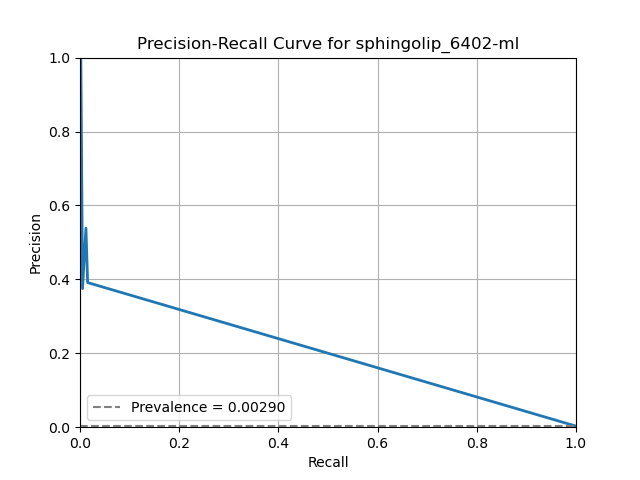 Precision-Recall Curve for sphingolip_6402-ml
1.0
0.8
0.6
0.4
0.2
0.0
Precision
Prevalence = 0.00290
0.0 0.2 0.4 0.6 0.8 1.0
Recall